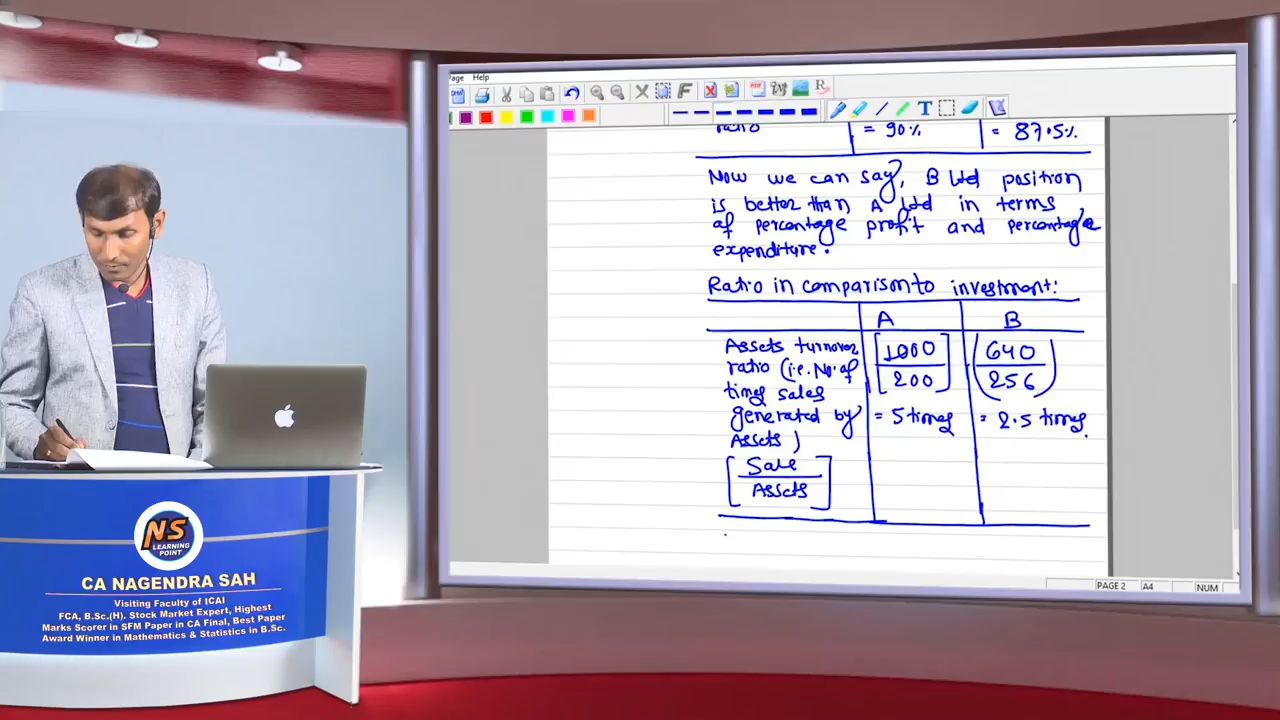 Page Help
ratio = 90% = 87.5%
Now we can say, B Ltd position
is better than A Ltd in terms
of percentage profit and percentage
expenditure.
Ratio in comparison to investment:
A B
Assets turnover
ratio (i.e. No. of
times sales
generated by
Assets)
[Sale / Assets]
[1000 / 200]
= 5 times
(640 / 256)
= 2.5 times.
PAGE 2 A4 NUM
NS
LEARNING
POINT
CA NAGENDRA SAH
Visiting Faculty of ICAI
FCA, B.Sc.(H). Stock Market Expert, Highest
Marks Scorer in SFM Paper in CA Final, Best Paper
Award Winner in Mathematics & Statistics in B.Sc.